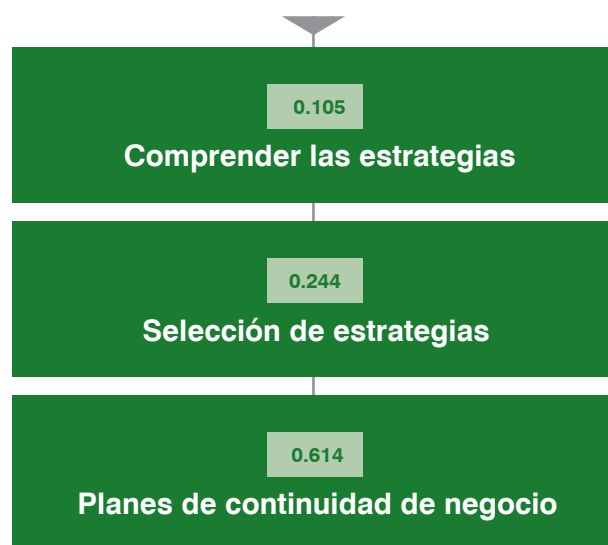 0.105
Comprender las estrategias
0.244
Selección de estrategias
0.614
Planes de continuidad de negocio